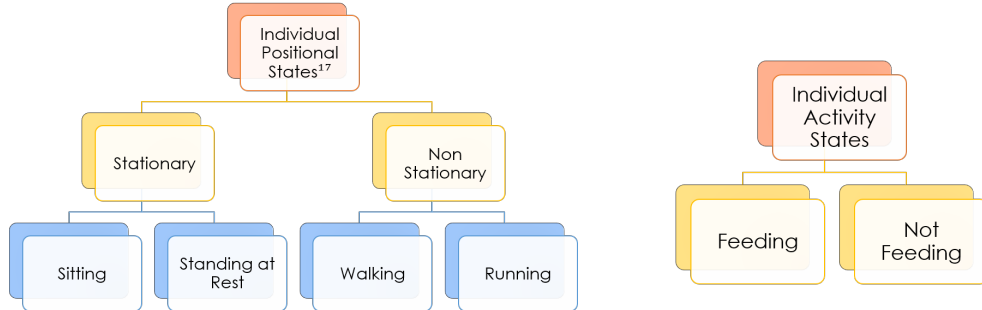 Individual
Positional
States¹⁷
Stationary
Non
Stationary
Sitting
Standing at
Rest
Walking
Running
Individual
Activity
States
Feeding
Not
Feeding